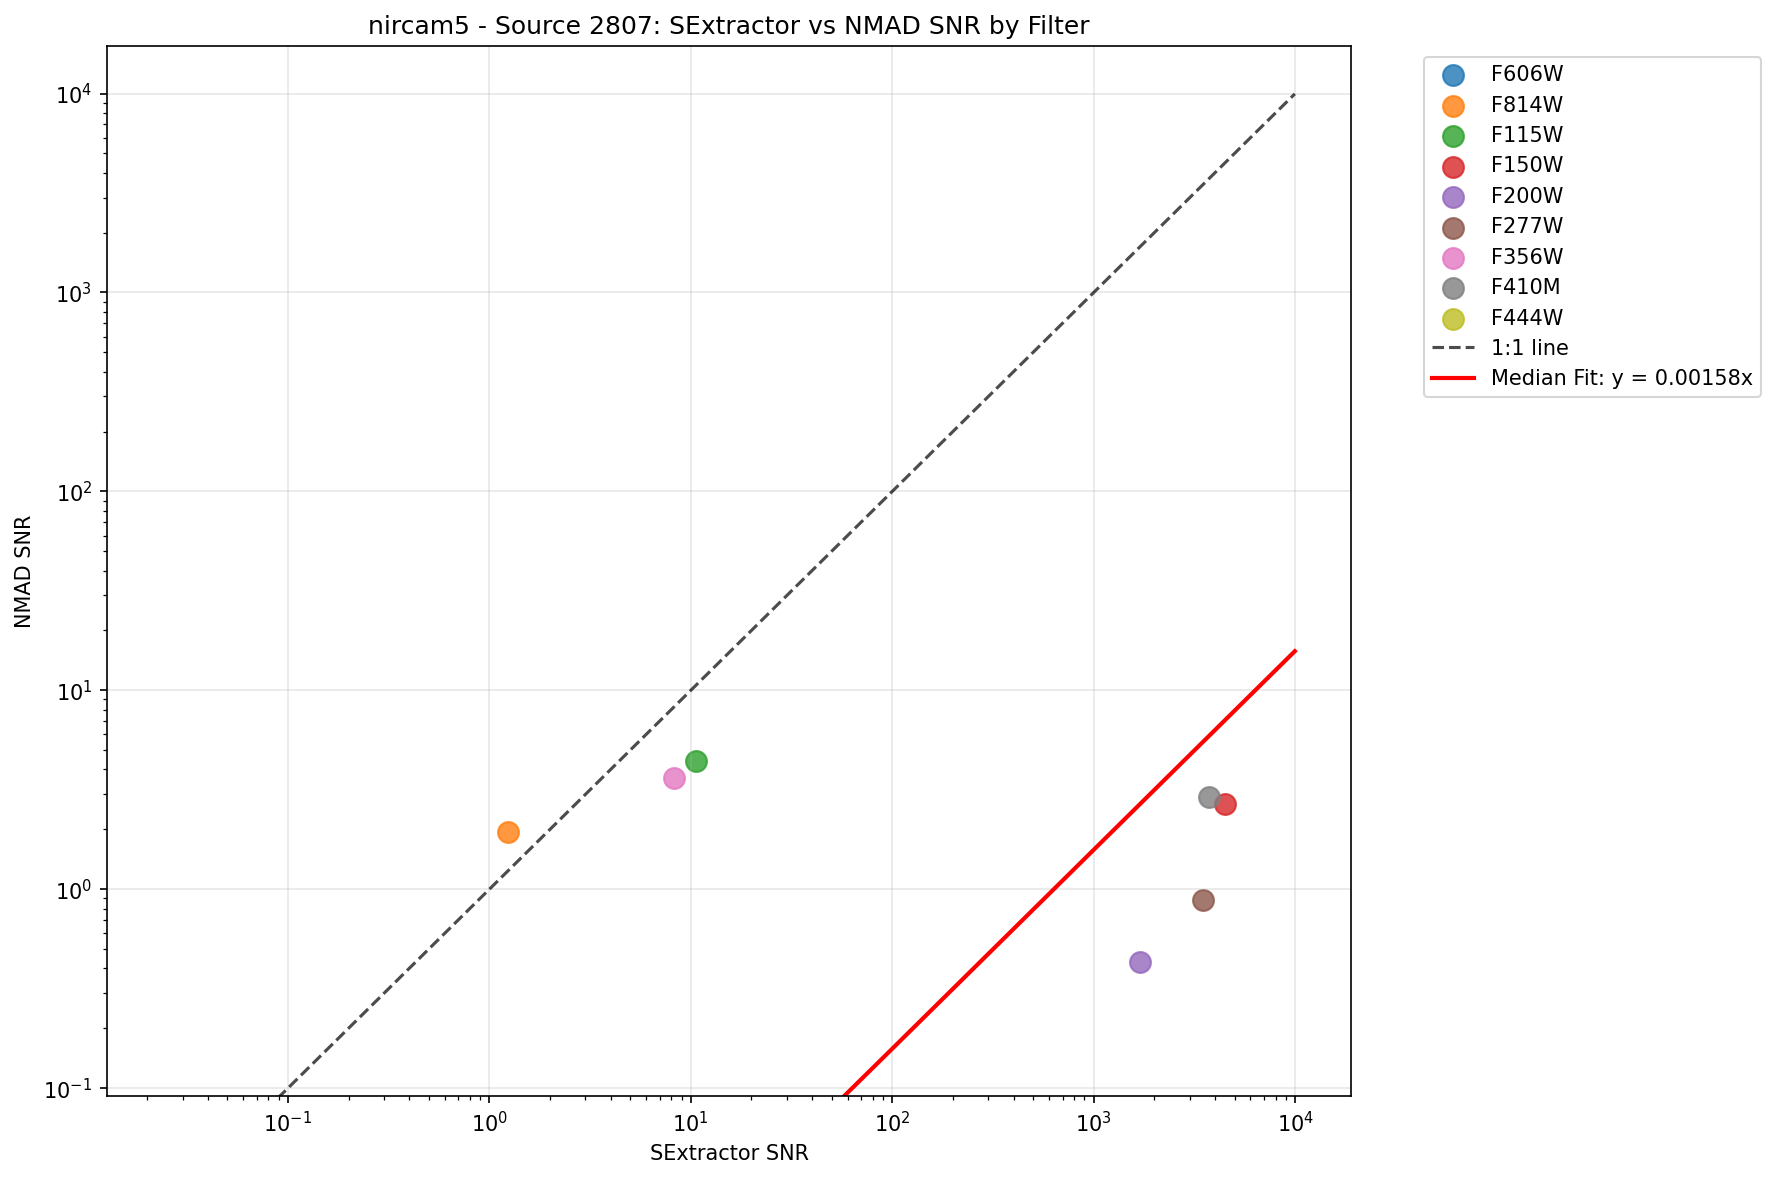 nircam5 - Source 2807: SExtractor vs NMAD SNR by Filter
NMAD SNR
10⁴
10³
10²
10¹
10⁰
10⁻¹
10⁻¹
10⁰
10¹
10²
10³
10⁴
SExtractor SNR
F606W
F814W
F115W
F150W
F200W
F277W
F356W
F410M
F444W
1:1 line
Median Fit: y = 0.00158x